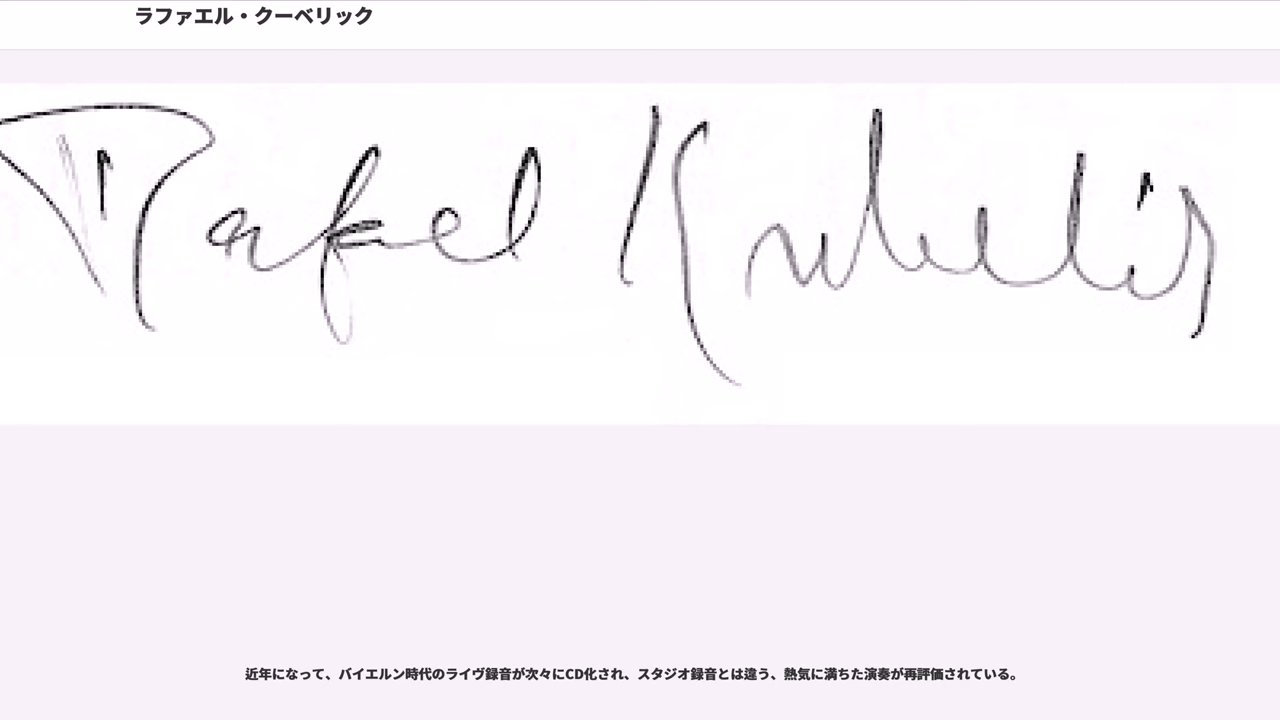 ラファエル・クーベリック
Rafael Kubelik
近年になって、バイエルン時代のライヴ録音が次々にCD化され、スタジオ録音とは違う、熱気に満ちた演奏が再評価されている。